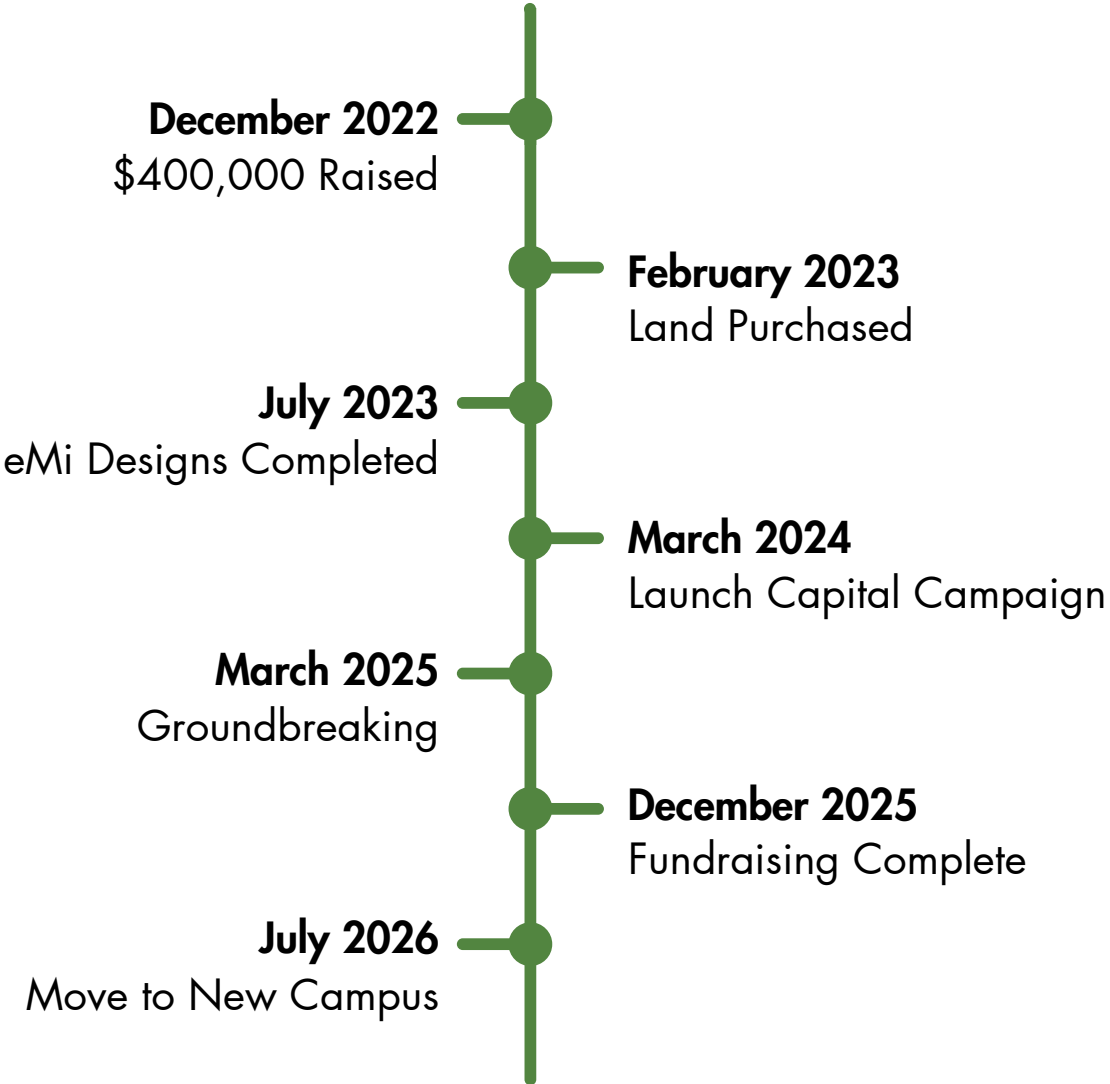 December 2022
$400,000 Raised
February 2023
Land Purchased
July 2023
eMi Designs Completed
March 2024
Launch Capital Campaign
March 2025
Groundbreaking
December 2025
Fundraising Complete
July 2026
Move to New Campus